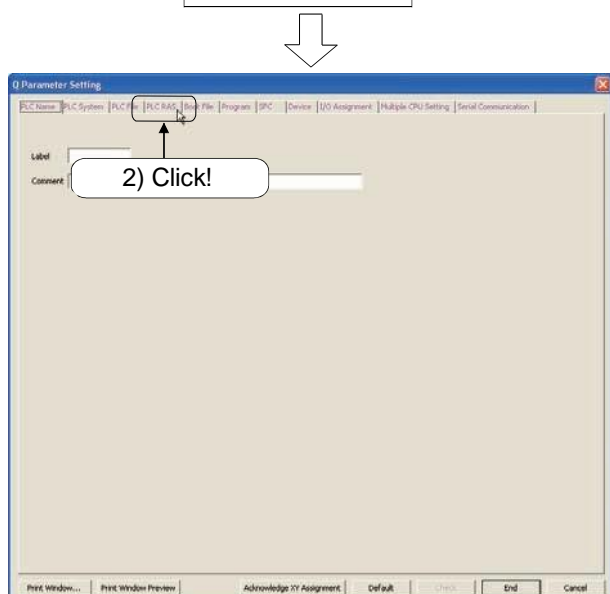 Q Parameter Setting
PLC Name PLC System PLC File PLC RAS Boot File Program SFC Device I/O Assignment Multiple CPU Setting Serial Communication
Label
2) Click!
Comment
Print Window... Print Window Preview Acknowledge XY Assignment Default Check End Cancel